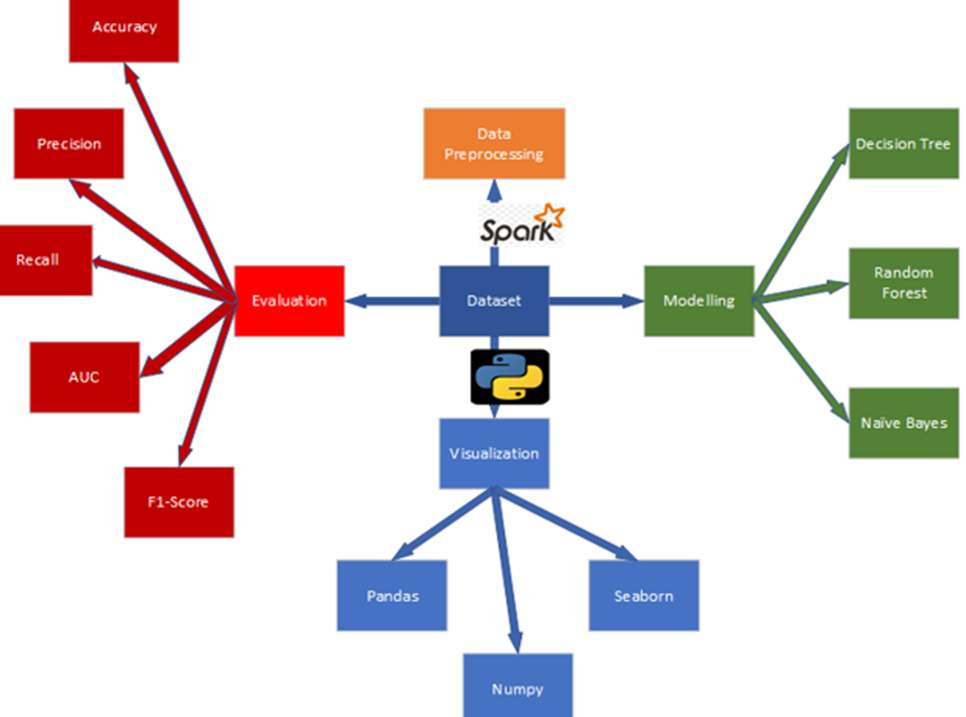 Accuracy
Precision
Recall
AUC
F1-Score
Evaluation
Data
Preprocessing
Spark
Dataset
Visualization
Pandas
Numpy
Seaborn
Modelling
Decision Tree
Random
Forest
Naïve Bayes